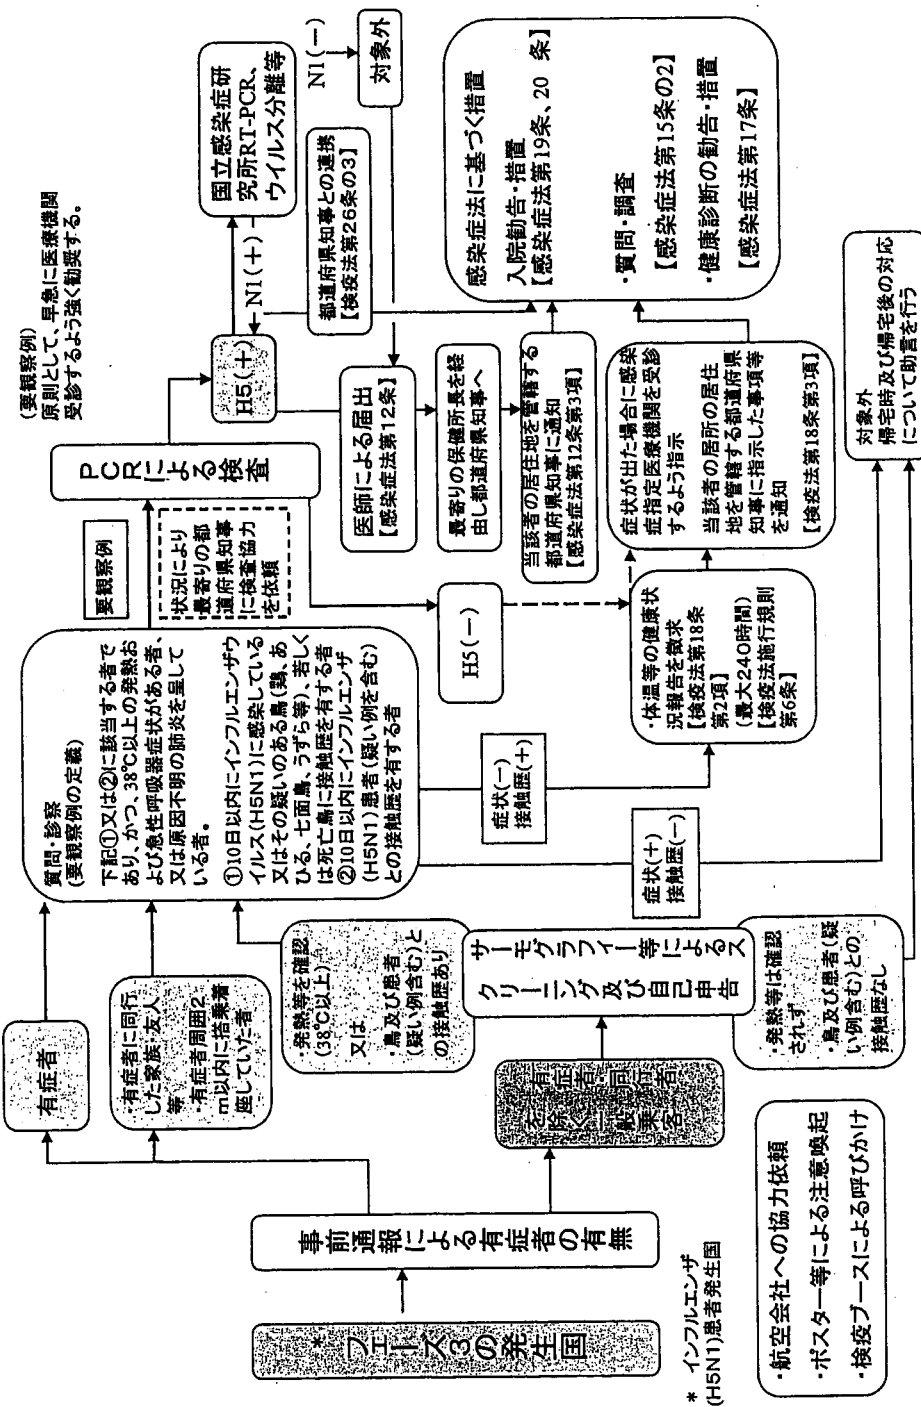 * フェーズ3の発生国
* インフルエンザ
(H5N1)患者発生国
・航空会社への協力依頼
・ポスター等による注意喚起
・検疫ブースによる呼びかけ
事前通報による有症者の有無
有症者
・有症者に同行
した家族・友人
等
・有症者周囲2
m以内に搭乗着
座していた者
有症者・同行者
を除く一般乗
客
・発熱等を確認
(38℃以上)
又は
・鳥及び患者
(疑い例含む)と
の接触歴あり
サーモグラフィー等によるス
クリーニング及び自己申告
・発熱等は確認
されず
・鳥及び患者(疑
い例含む)との
接触歴なし
質問・診察
(要観察例の定義)
下記①又は②に該当する者で
あり、かつ、38℃以上の発熱お
よび急性呼吸器症状がある者、
又は原因不明の肺炎を呈して
いる者。
①10日以内にインフルエンザウ
イルス(H5N1)に感染している
又はその疑いのある鳥(鶏、あ
ひる、七面鳥、うずら等)、若しく
は死亡鳥に接触歴を有する者
②10日以内にインフルエンザ
(H5N1)患者(疑い例を含む)
との接触歴を有する者
要観察例
状況により
最寄りの都
道府県知事
に検査協力
を依頼
症状(-)
接触歴(+)
症状(+)
接触歴(-)
PCRによる検査
(要観察例)
原則として、早急に医療機関
受診するよう強く勧奨する。
H5(+)
H5(-)
N1(+)
国立感染症研
究所RT-PCR、
ウイルス分離等
N1(-)
対象外
都道府県知事との連携
【検疫法第26条の3】
医師による届出
【感染症法第12条】
最寄りの保健所長を経
由し都道府県知事へ
当該者の居住地を管轄する
都道府県知事に通知
【感染症法第12条第3項】
・体温等の健康状
況報告を徴求
【検疫法第18条
第2項】
(最大240時間)
【検疫法施行規則
第6条】
症状が出た場合に感染
症指定医療機関を受診
するよう指示
当該者の居所の居住
地を管轄する都道府県
知事に指示した事項等
を通知
【検疫法第18条第3項】
感染症法に基づく措置
入院勧告・措置
【感染症法第19条、20 条】
・質問・調査
【感染症法第15条の2】
・健康診断の勧告・措置
【感染症法第17条】
対象外
帰宅時及び帰宅後の対応
について助言を行う